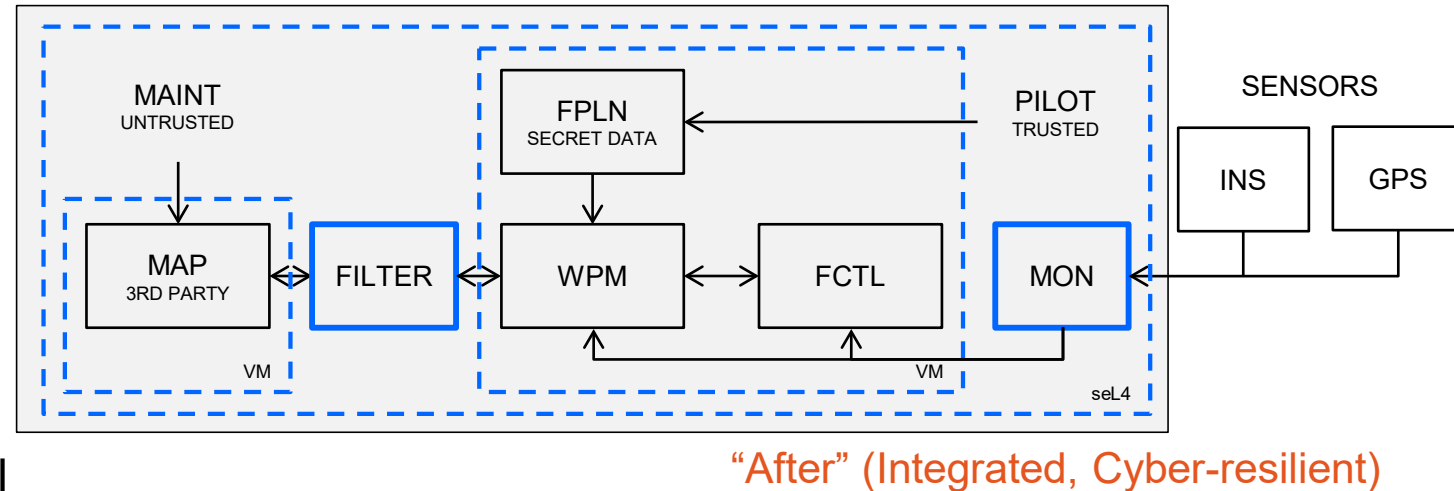 SENSORS
MAINT
UNTRUSTED
FPLN
SECRET DATA
PILOT
TRUSTED
INS
GPS
MAP
3RD PARTY
FILTER
WPM
FCTL
MON
VM
VM
seL4
“After” (Integrated, Cyber-resilient)